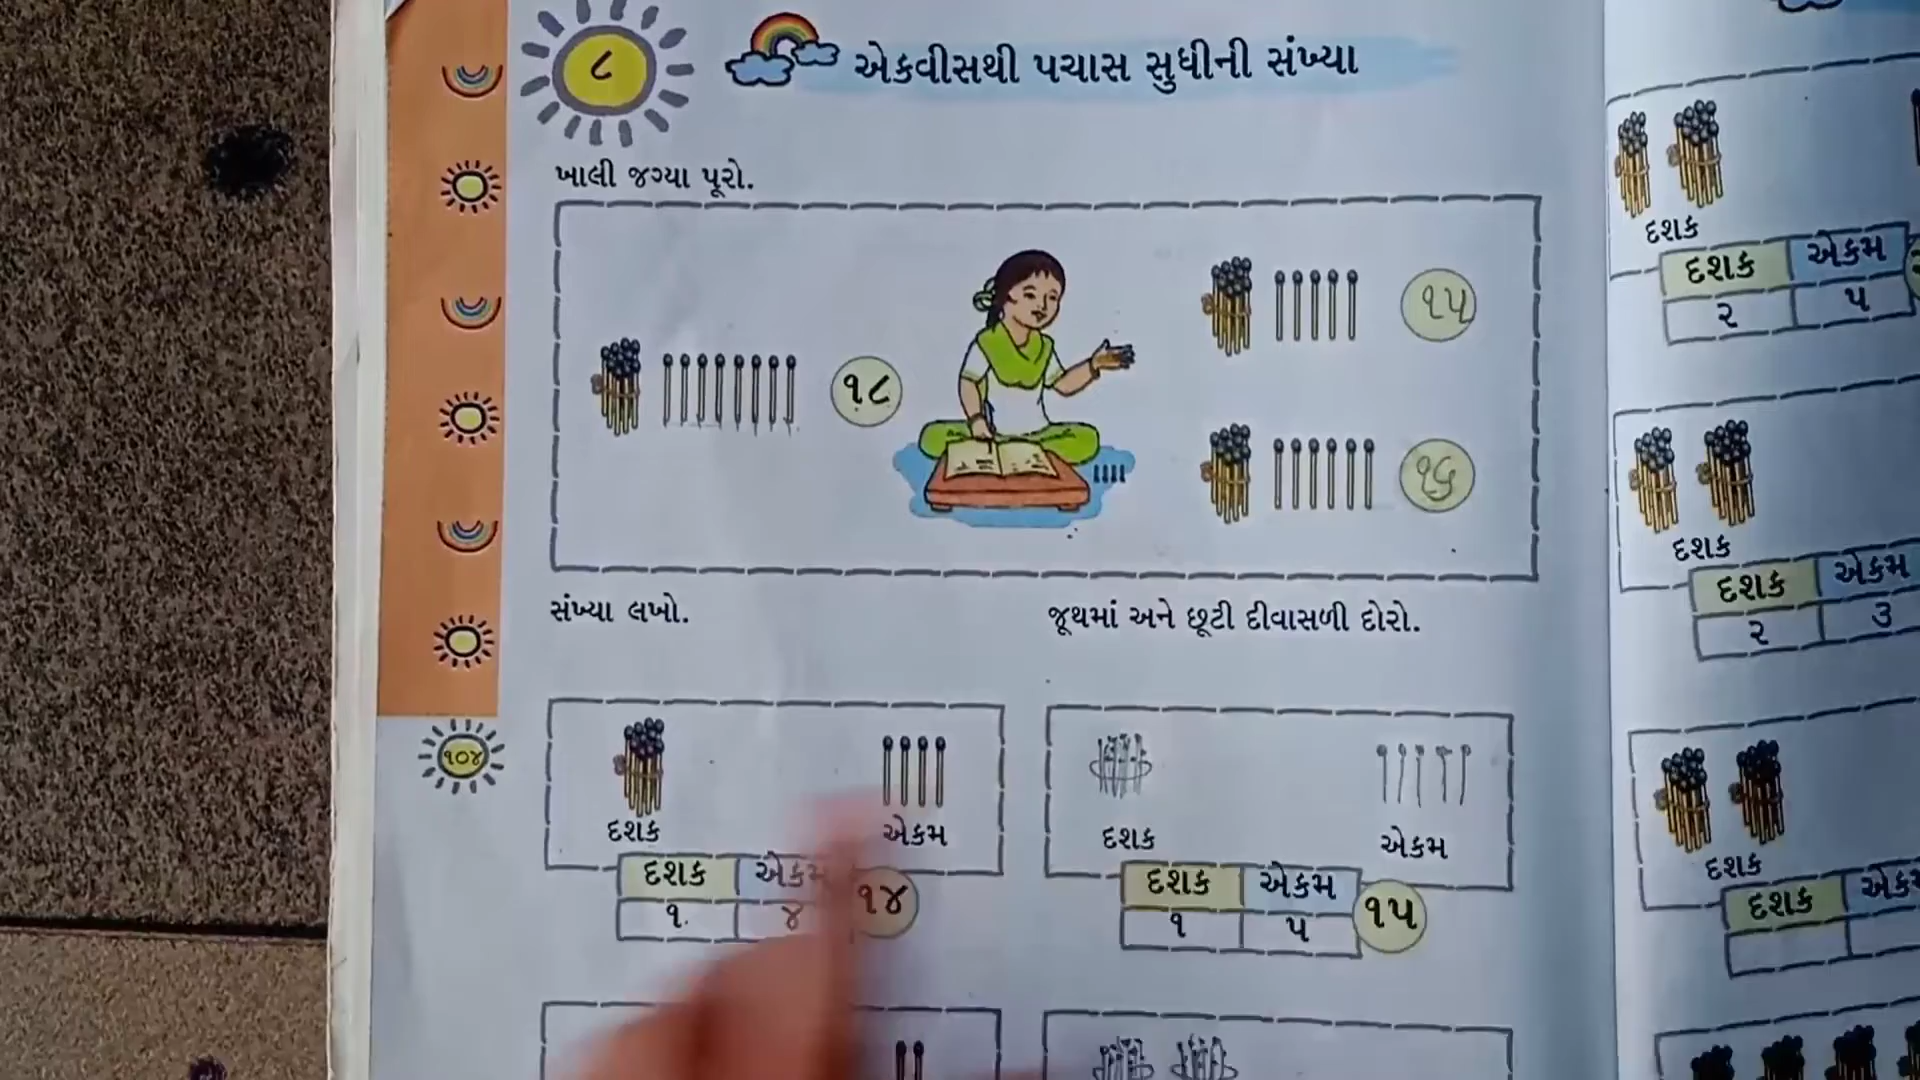 ૮
એકવીસથી પચાસ સુધીની સંખ્યા
ખાલી જગ્યા પૂરો.
૧૮
૧૫
૧૬
સંખ્યા લખો.
જૂથમાં અને છૂટી દીવાસળી દોરો.
૧૦૪
દશક એકમ
દશક એકમ
૧ ૪ ૧૪
દશક એકમ
દશક એકમ
૧ ૫ ૧૫
દશક
દશક એકમ
૨ ૫
દશક
દશક એકમ
૨ ૩
દશક
દશક